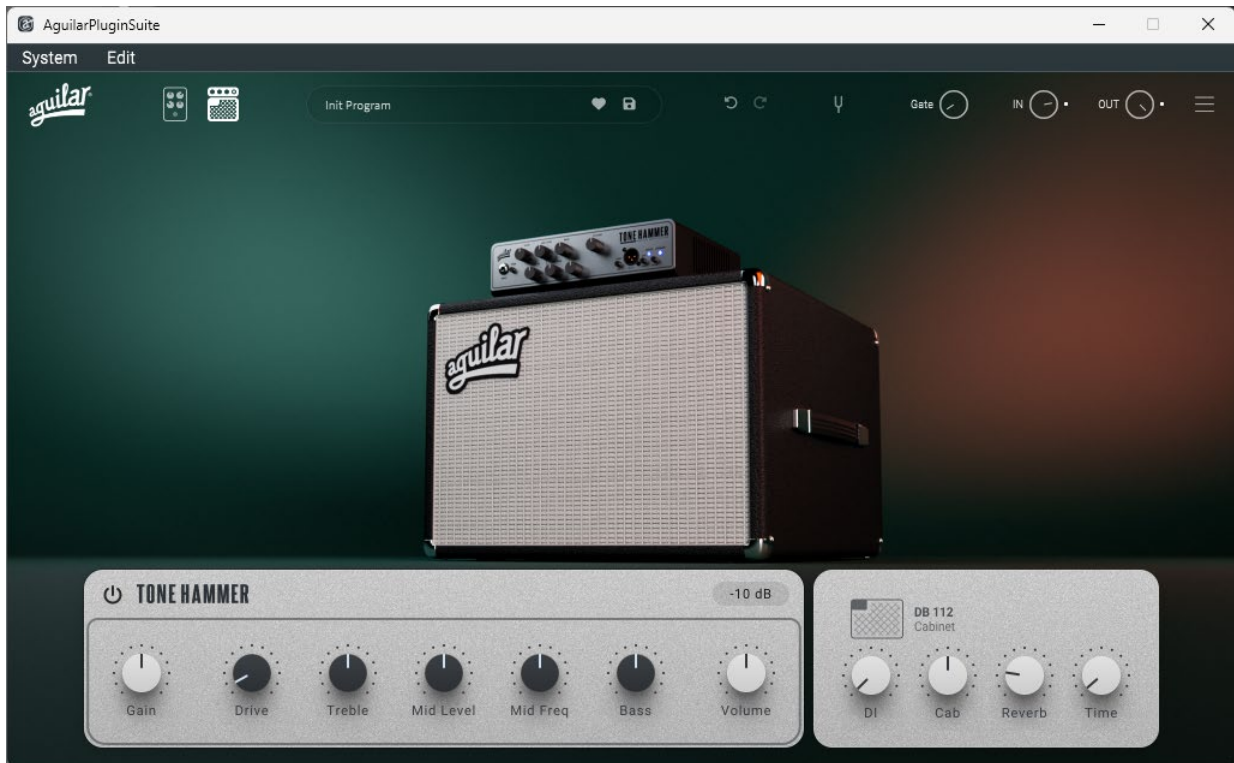 AguilarPluginSuite
System Edit
aguilar
Init Program
Gate IN OUT
TONE HAMMER
aguilar
TONE HAMMER
-10 dB
DB 112
Cabinet
Gain Drive Treble Mid Level Mid Freq Bass Volume
DI Cab Reverb Time